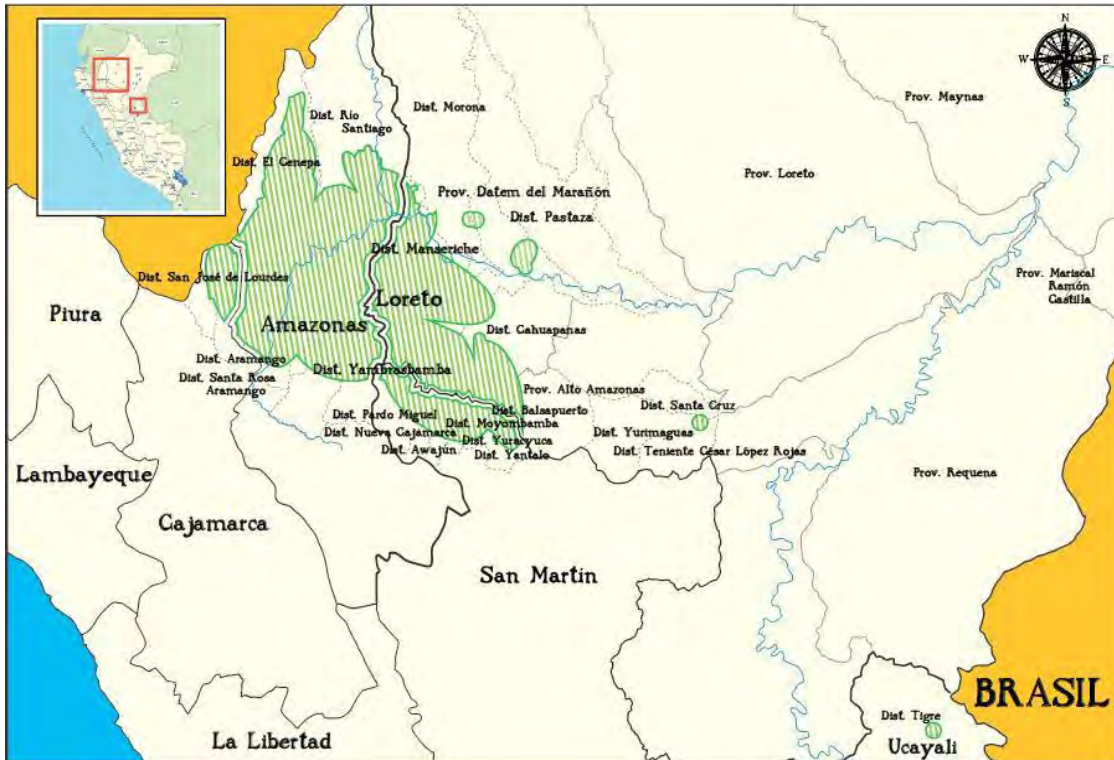 N
W
E
S
Dist. Morona
Prov. Maynas
Dist. Río
Santiago
Dist. El Cenepa
Prov. Loreto
Prov. Datem del Marañón
Dist. Pastaza
Dist. Manseriche
Dist. San José de Lourdes
Prov. Mariscal
Ramón
Castilla
Loreto
Piura
Amazonas
Dist. Cahuapanas
Dist. Aramango
Dist. Yambrasbamba
Dist. Santa Rosa
Aramango
Prov. Alto Amazonas
Dist. Santa Cruz
Dist. Balsapuerto
Dist. Pardo Miguel
Dist. Moyombamba
Dist. Nueva Cajamarca
Dist. Yurimaguas
Dist. Yuracyuca
Dist. Awajún
Dist. Teniente César López Rojas
Dist. Yantalo
Lambayeque
Prov. Requena
Cajamarca
San Martín
BRASIL
Dist. Tigre
La Libertad
Ucayali